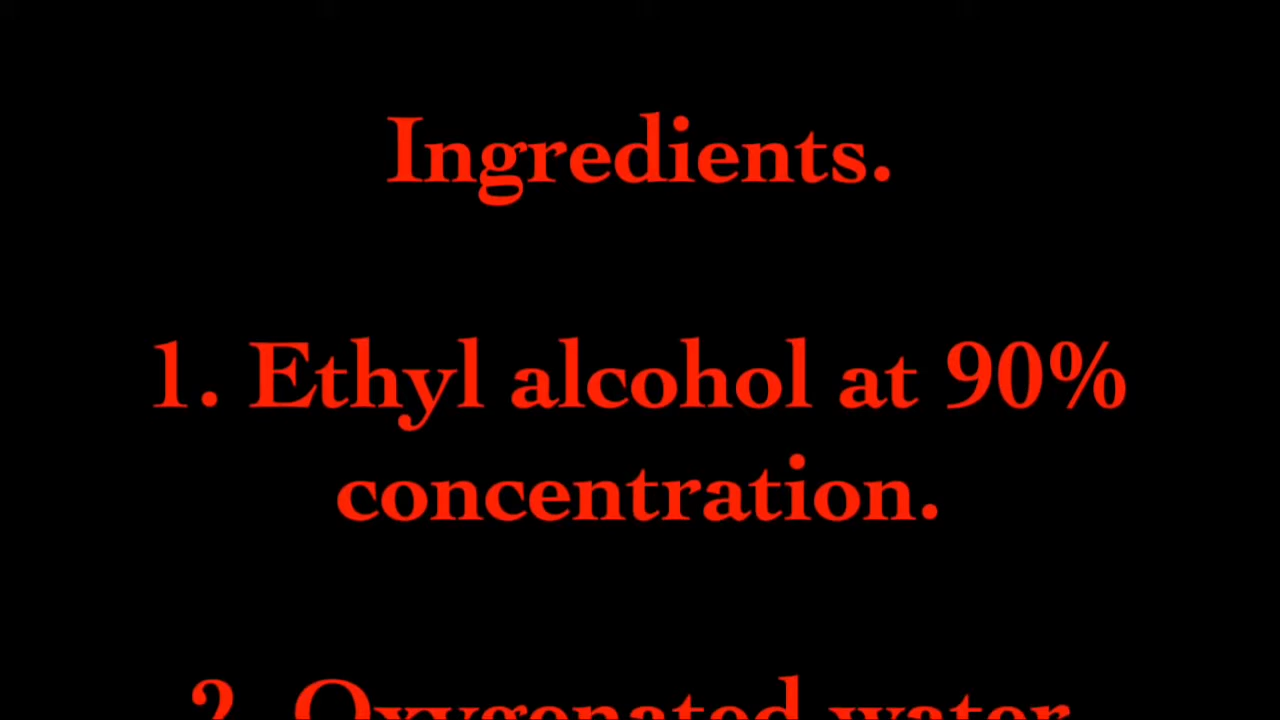 Ingredients.
1. Ethyl alcohol at 90%
concentration.
2. Oxygenated water